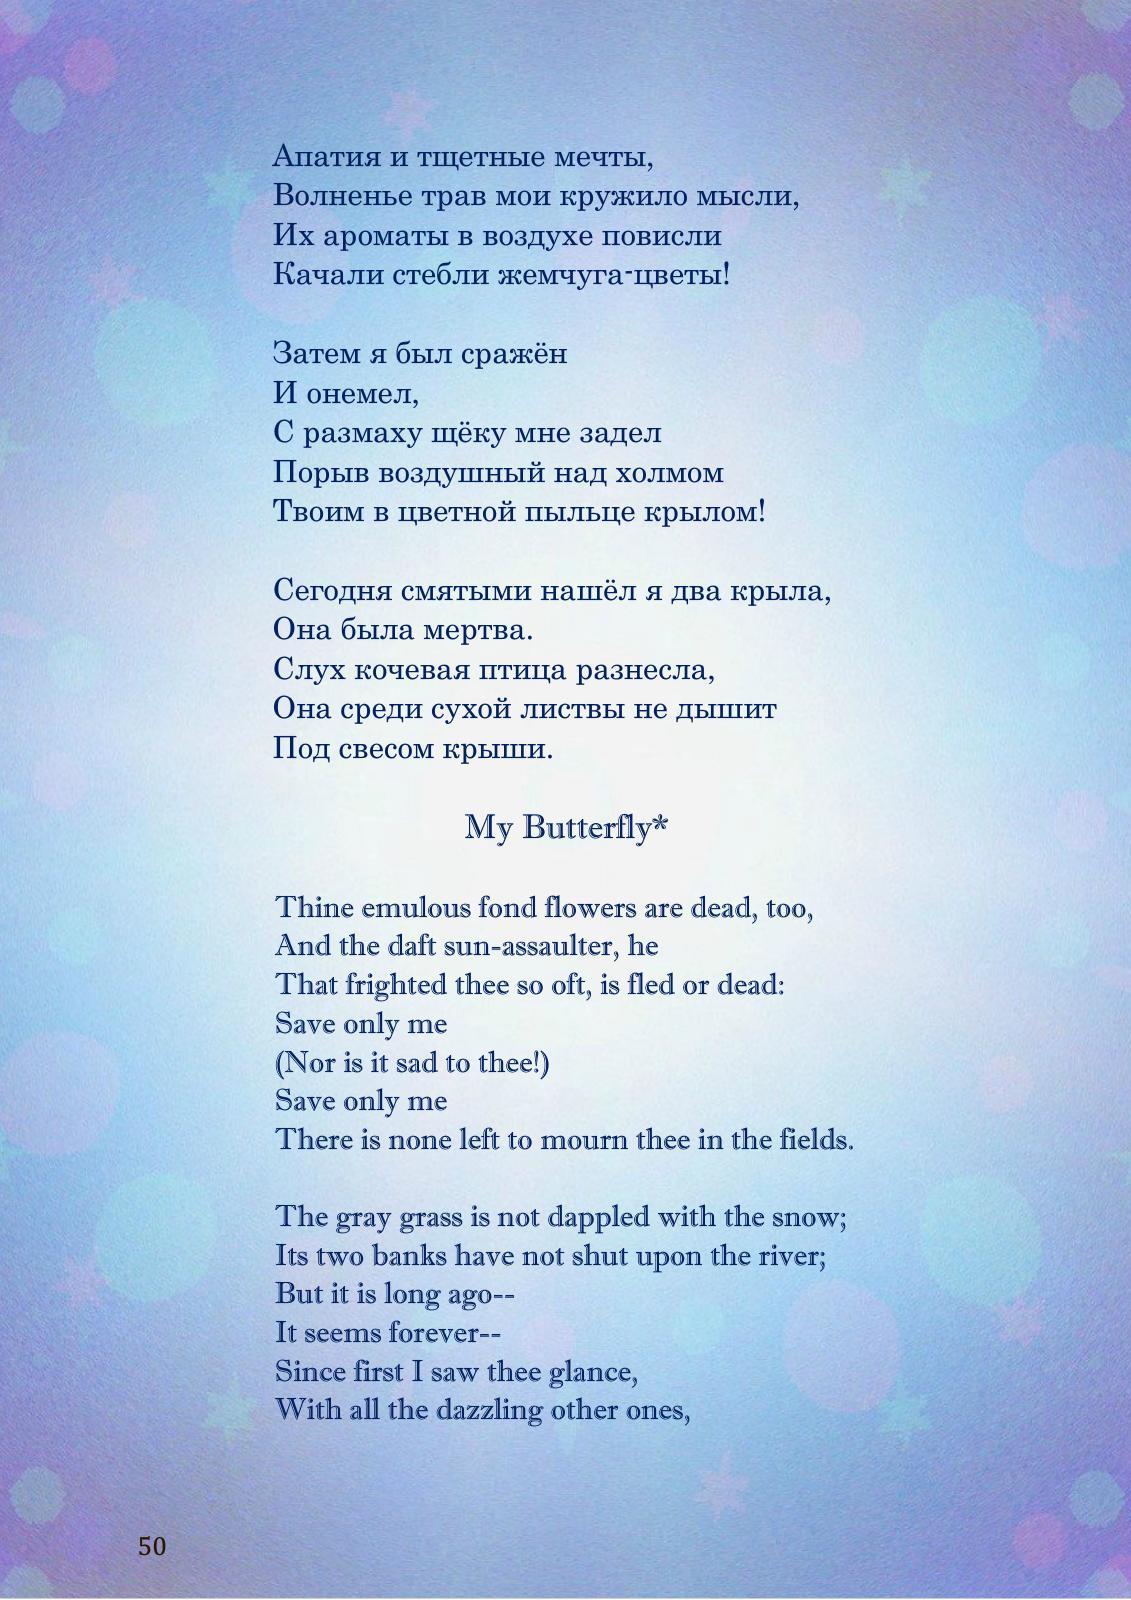 Апатия и тщетные мечты,
Волненье трав мои кружило мысли,
Их ароматы в воздухе повисли
Качали стебли жемчуга-цветы!
Затем я был сражён
И онемел,
С размаху щёку мне задел
Порыв воздушный над холмом
Твоим в цветной пыльце крылом!
Сегодня смятыми нашёл я два крыла,
Она была мертва.
Слух кочевая птица разнесла,
Она среди сухой листвы не дышит
Под свесом крыши.
My Butterfly*
Thine emulous fond flowers are dead, too,
And the daft sun-assaulter, he
That frighted thee so oft, is fled or dead:
Save only me
(Nor is it sad to thee!)
Save only me
There is none left to mourn thee in the fields.
The gray grass is not dappled with the snow;
Its two banks have not shut upon the river;
But it is long ago--
It seems forever--
Since first I saw thee glance,
With all the dazzling other ones,
50